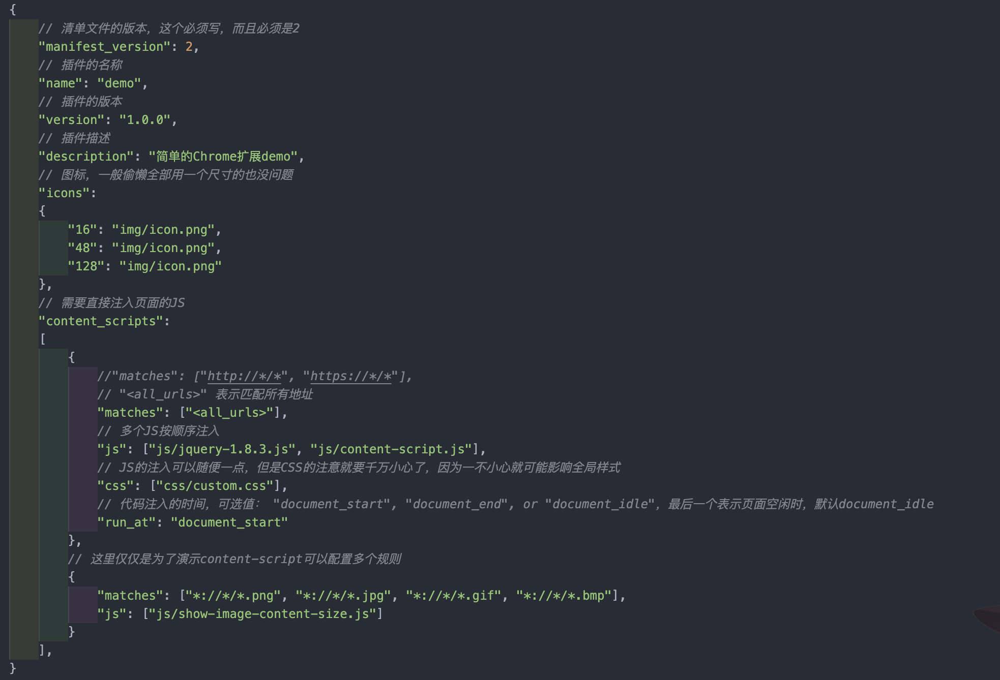 {
// 清单文件的版本，这个必须写，而且必须是2
"manifest_version": 2,
// 插件的名称
"name": "demo",
// 插件的版本
"version": "1.0.0",
// 插件描述
"description": "简单的Chrome扩展demo",
// 图标，一般偷懒全部用一个尺寸的也没问题
"icons":
{
"16": "img/icon.png",
"48": "img/icon.png",
"128": "img/icon.png"
},
// 需要直接注入页面的JS
"content_scripts":
[
{
//"matches": ["http://*/*", "https://*/*"],
// "<all_urls>" 表示匹配所有地址
"matches": ["<all_urls>"],
// 多个JS按顺序注入
"js": ["js/jquery-1.8.3.js", "js/content-script.js"],
// JS的注入可以随便一点，但是CSS的注意就要千万小心了，因为一不小心就可能影响全局样式
"css": ["css/custom.css"],
// 代码注入的时间，可选值： "document_start", "document_end", or "document_idle"，最后一个表示页面空闲时，默认document_idle
"run_at": "document_start"
},
// 这里仅仅是为了演示content-script可以配置多个规则
{
"matches": ["*://*/*.png", "*://*/*.jpg", "*://*/*.gif", "*://*/*.bmp"],
"js": ["js/show-image-content-size.js"]
}
],
}